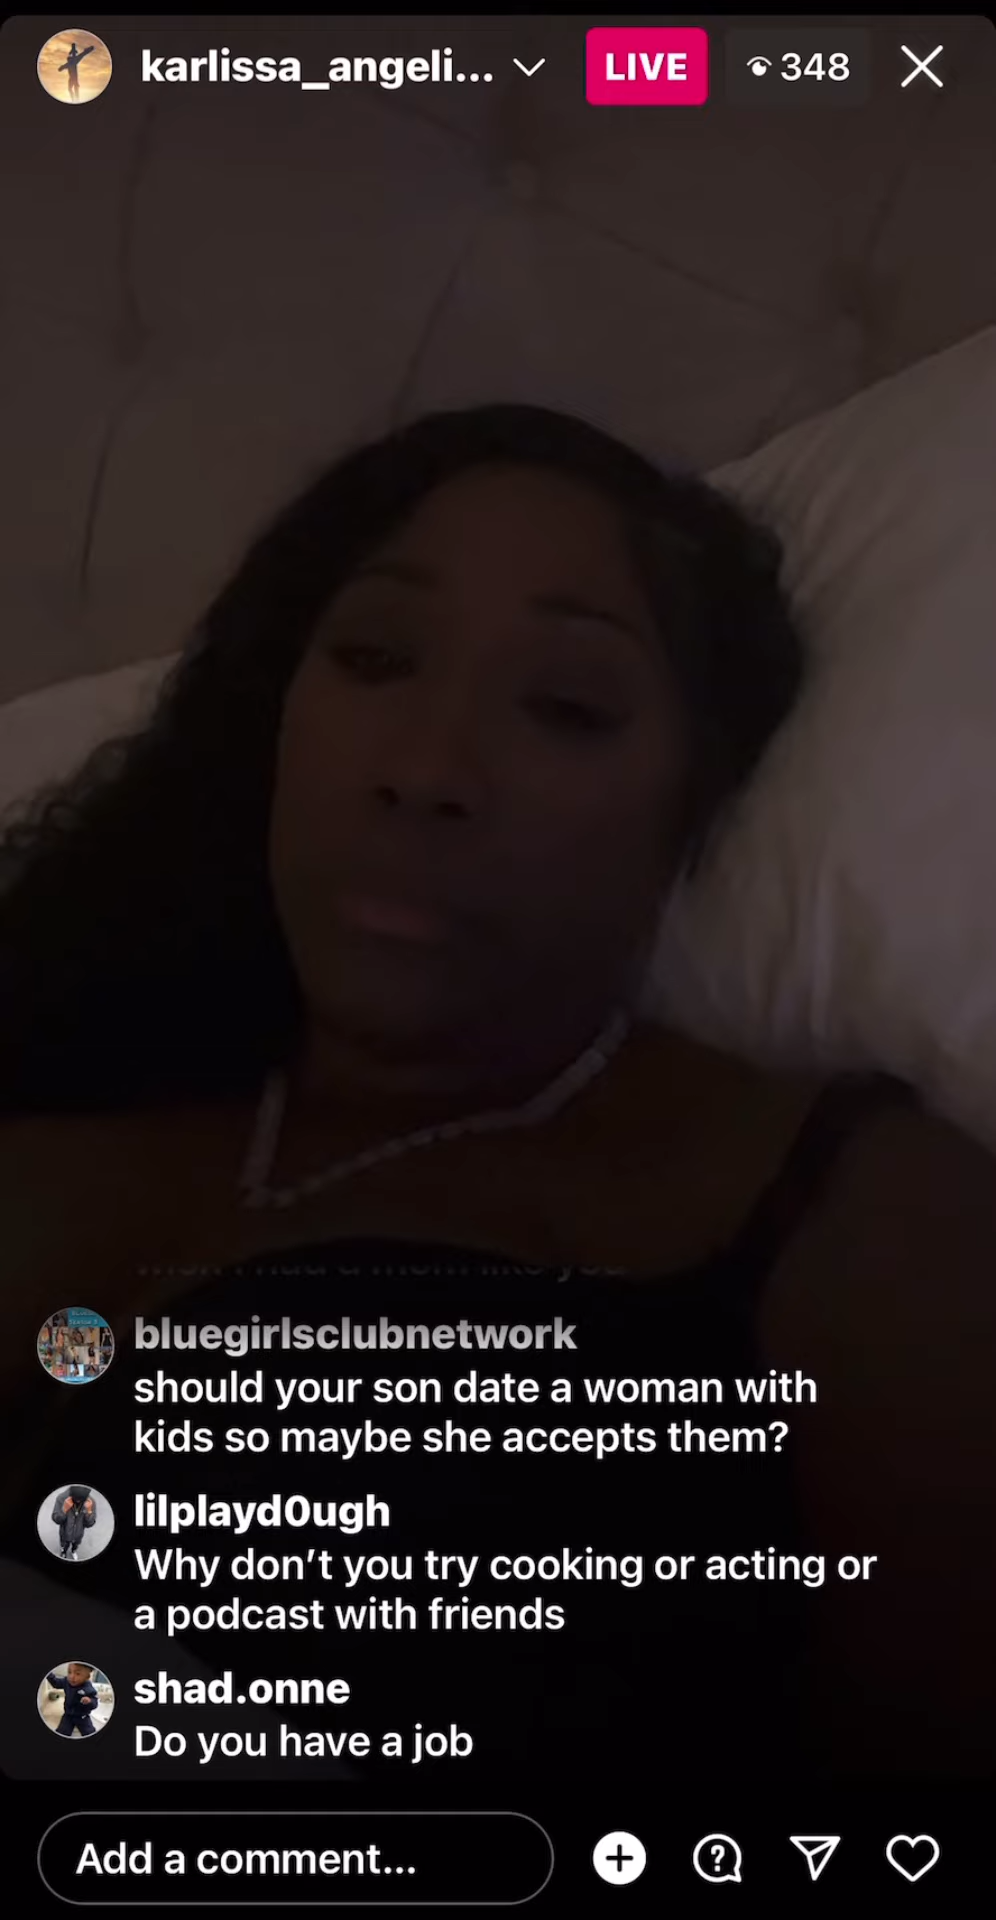 karlissa_angeli...
LIVE
348
bluegirlsclubnetwork
should your son date a woman with
kids so maybe she accepts them?
lilplayd0ugh
Why don’t you try cooking or acting or
a podcast with friends
shad.onne
Do you have a job
Add a comment...